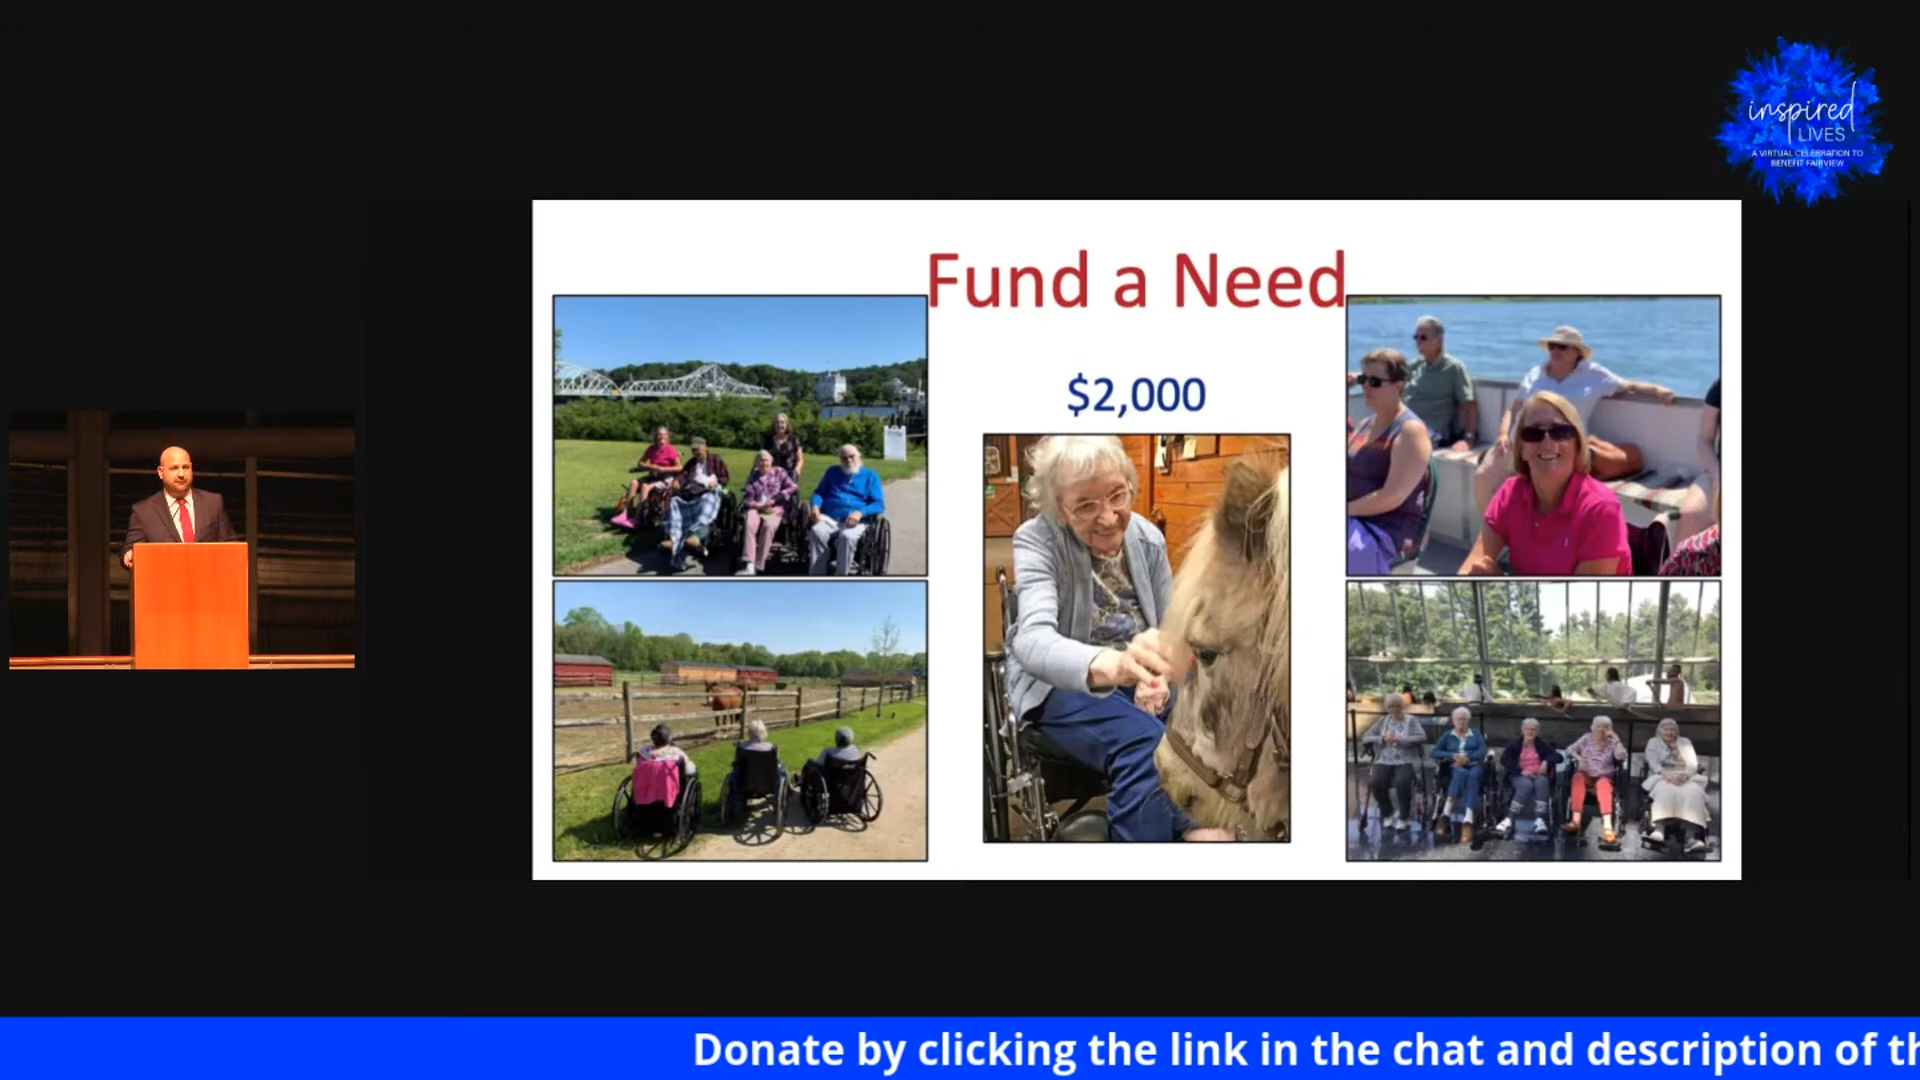 inspired
LIVES
A VIRTUAL CELEBRATION TO
BENEFIT FAIRVIEW
Fund a Need
$2,000
Donate by clicking the link in the chat and description of th